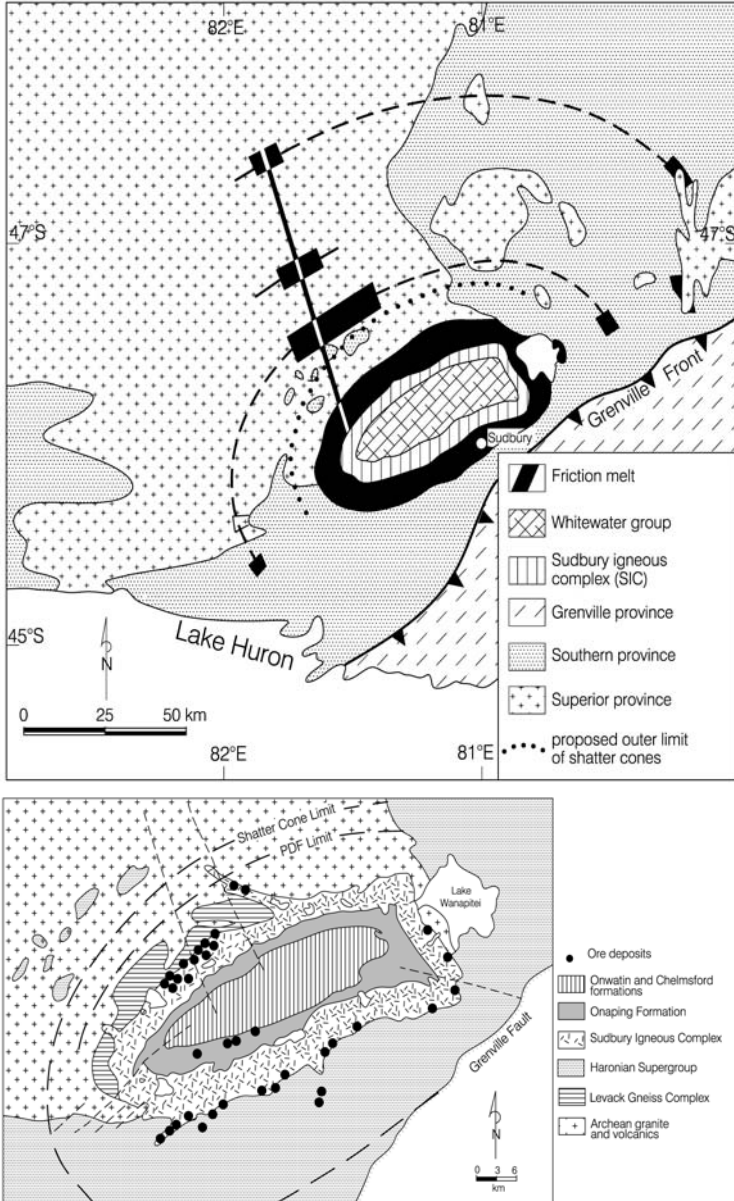 82°E
81°E
47°S
47°S
Grenville Front
Sudbury
Friction melt
Whitewater group
Sudbury igneous
complex (SIC)
Grenville province
Southern province
Superior province
proposed outer limit
of shatter cones
45°S
Lake Huron
N
0 25 50 km
82°E
81°E
Shatter Cone Limit
PDF Limit
Lake
Wanapitei
Grenville Fault
N
0 3 6
km
Ore deposits
Onwatin and Chelmsford
formations
Onaping Formation
Sudbury Igneous Complex
Haronian Supergroup
Levack Gneiss Complex
Archean granite
and volcanics